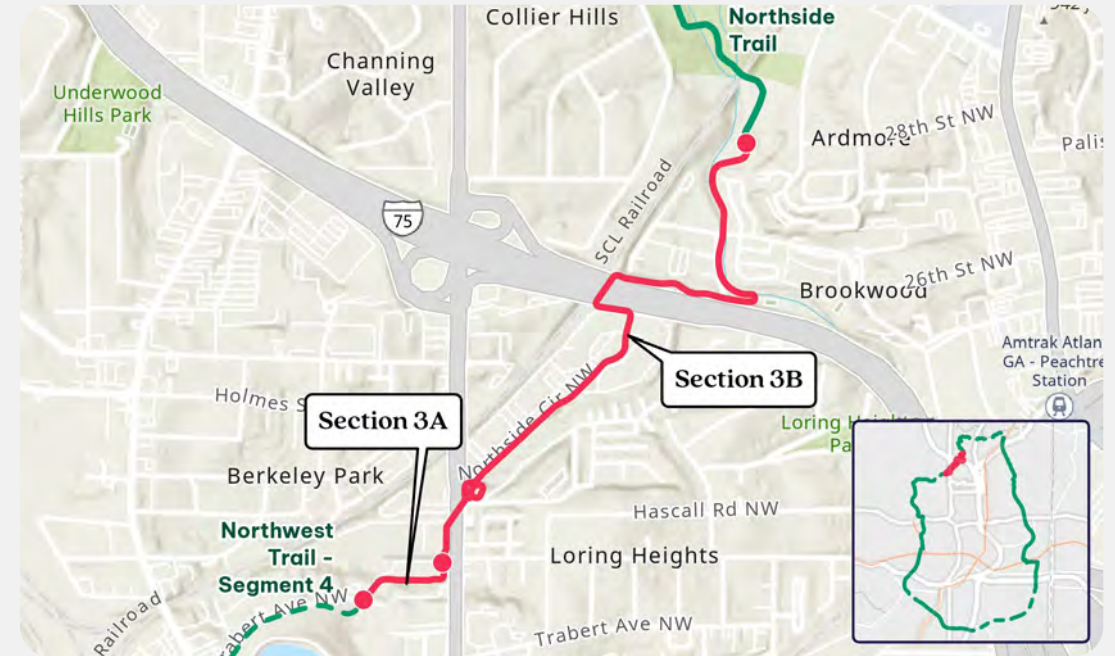 Collier Hills
Northside
Trail
Channing
Valley
Underwood
Hills Park
Ardmore
28th St NW
75
SCL Railroad
Brookwood
26th St NW
Amtrak Atlan
GA - Peachtre
Station
Section 3B
Holmes S
Section 3A
Northside Cir NW
Loring
Pa
Berkeley Park
Hascall Rd NW
Northwest
Trail -
Segment 4
Loring Heights
Trabert Ave NW
Railroad
rabert Ave NW